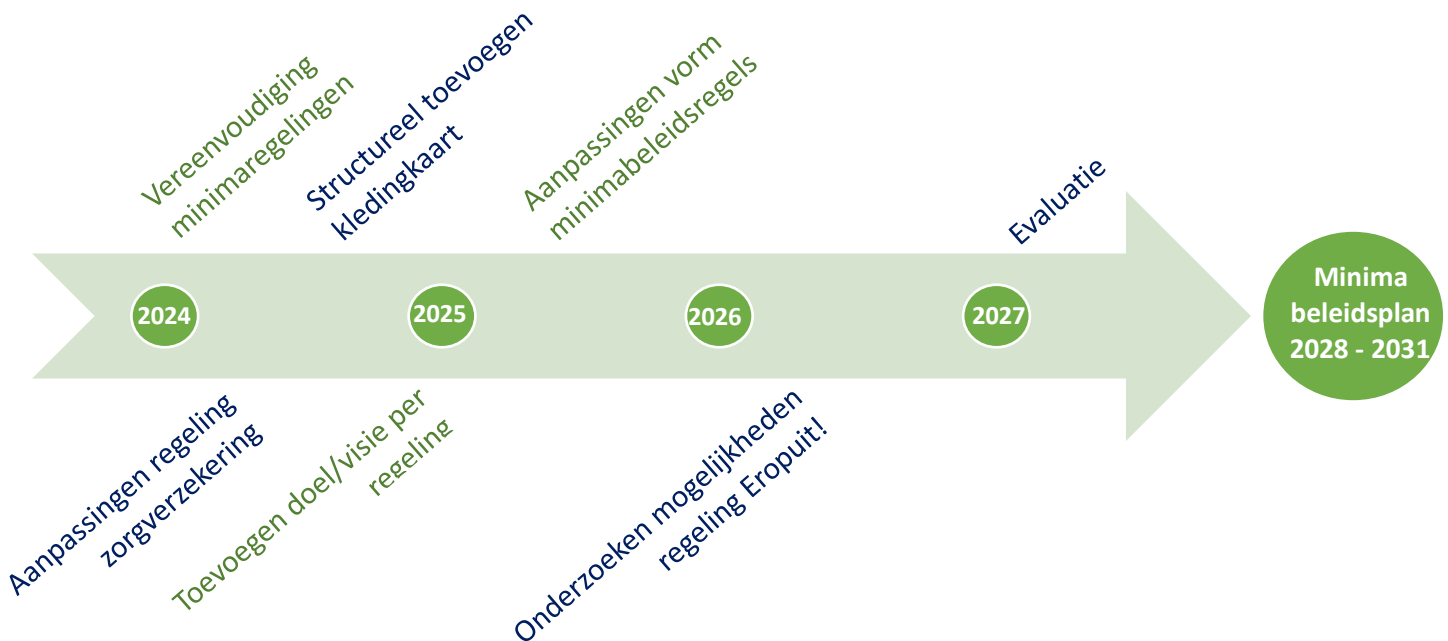 Vereenvoudiging
minimaregelingen
Structureel toevoegen
kledingkaart
Aanpassingen vorm
minimabeleidsregels
Evaluatie
2024
2025
2026
2027
Minima
beleidsplan
2028 - 2031
Aanpassingen regeling
zorgverzekering
Toevoegen doel/visie per
regeling
Onderzoeken mogelijkheden
regeling Eropuit!